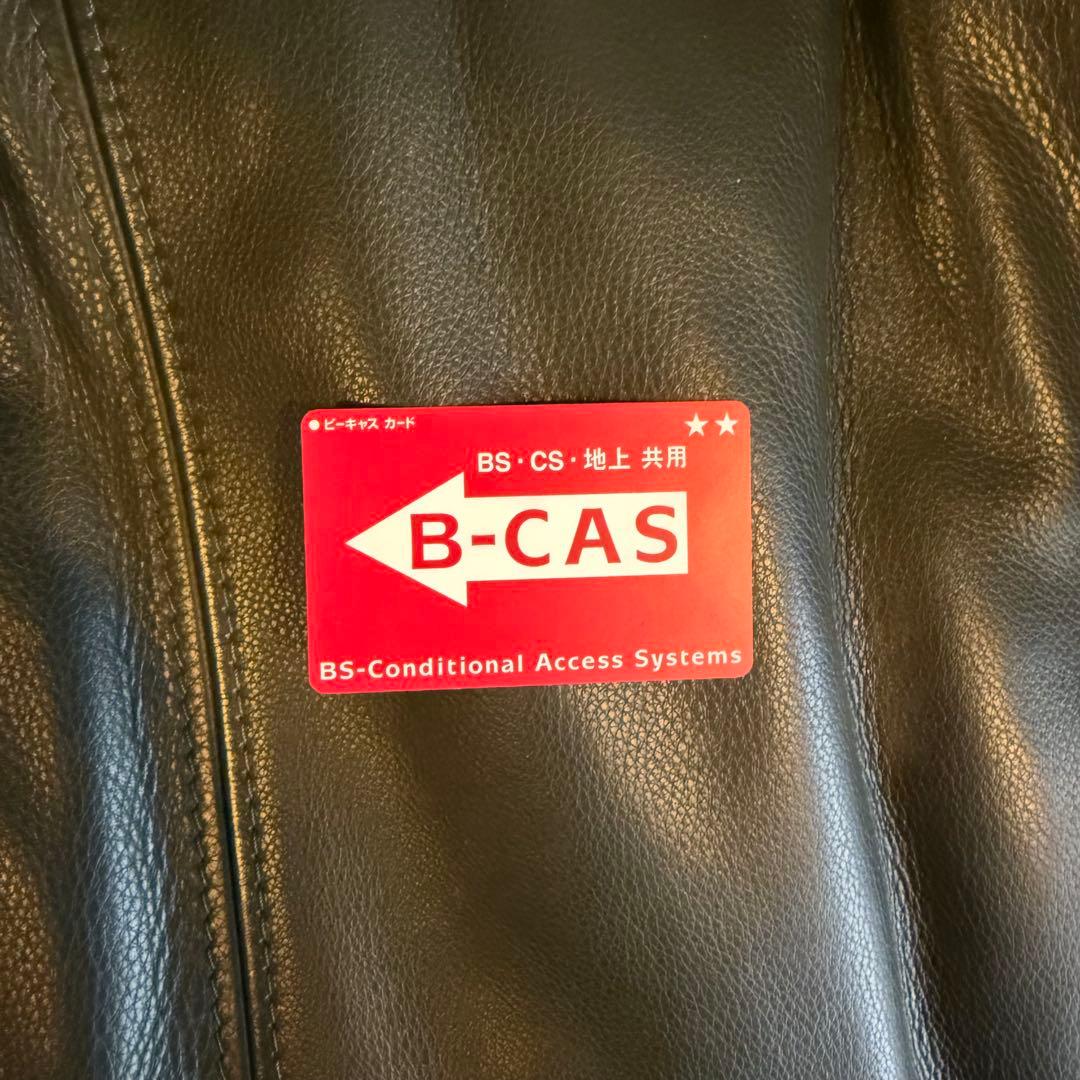 ●ビーキャス カード
★★
BS・CS・地上 共用
B-CAS
BS-Conditional Access Systems